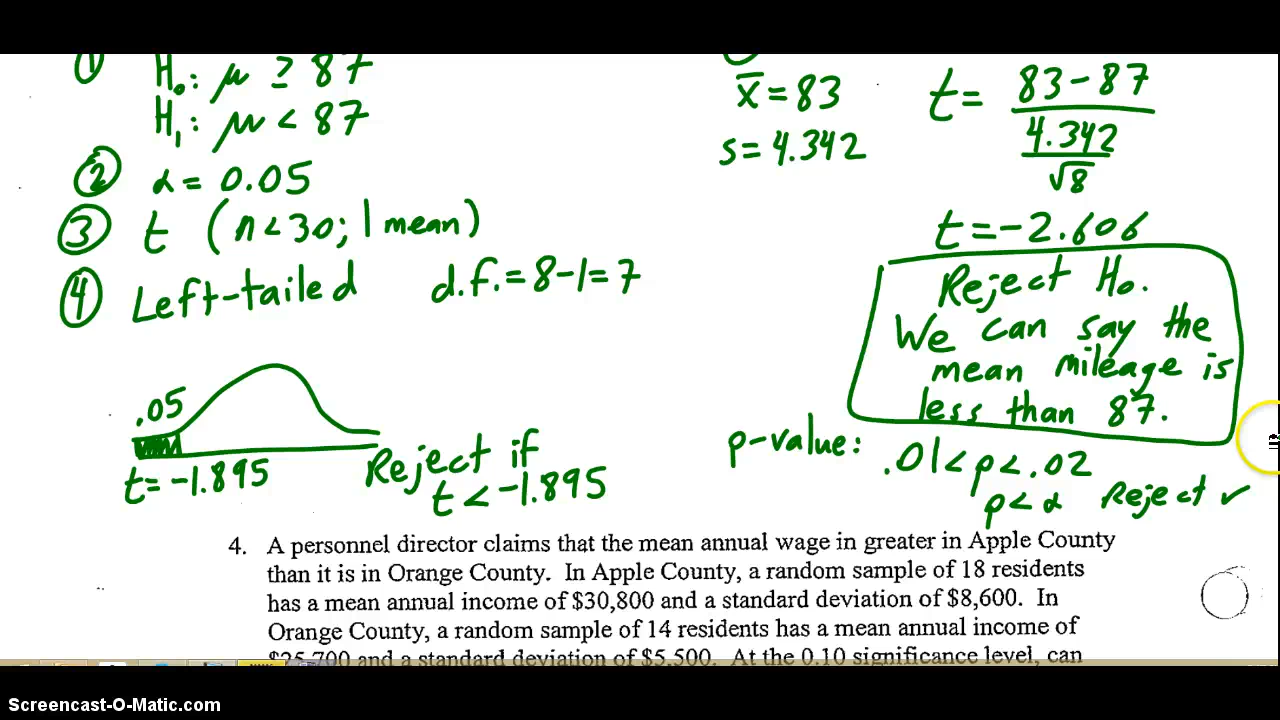 ① H₀: μ ≥ 87
H₁: μ < 87
② α = 0.05
③ t (n<30; 1 mean)
④ Left-tailed d.f. = 8-1=7
.05
t= -1.895
Reject if
t < -1.895
x̄ = 83
s = 4.342
t = 83-87
4.342
√8
t = -2.606
Reject H₀.
We can say the
mean mileage is
less than 87.
p-value: .01 < p < .02
p < α Reject ✓
4. A personnel director claims that the mean annual wage in greater in Apple County
than it is in Orange County. In Apple County, a random sample of 18 residents
has a mean annual income of $30,800 and a standard deviation of $8,600. In
Orange County, a random sample of 14 residents has a mean annual income of
$25,700 and a standard deviation of $5,500. At the 0.10 significance level, can
Screencast-O-Matic.com